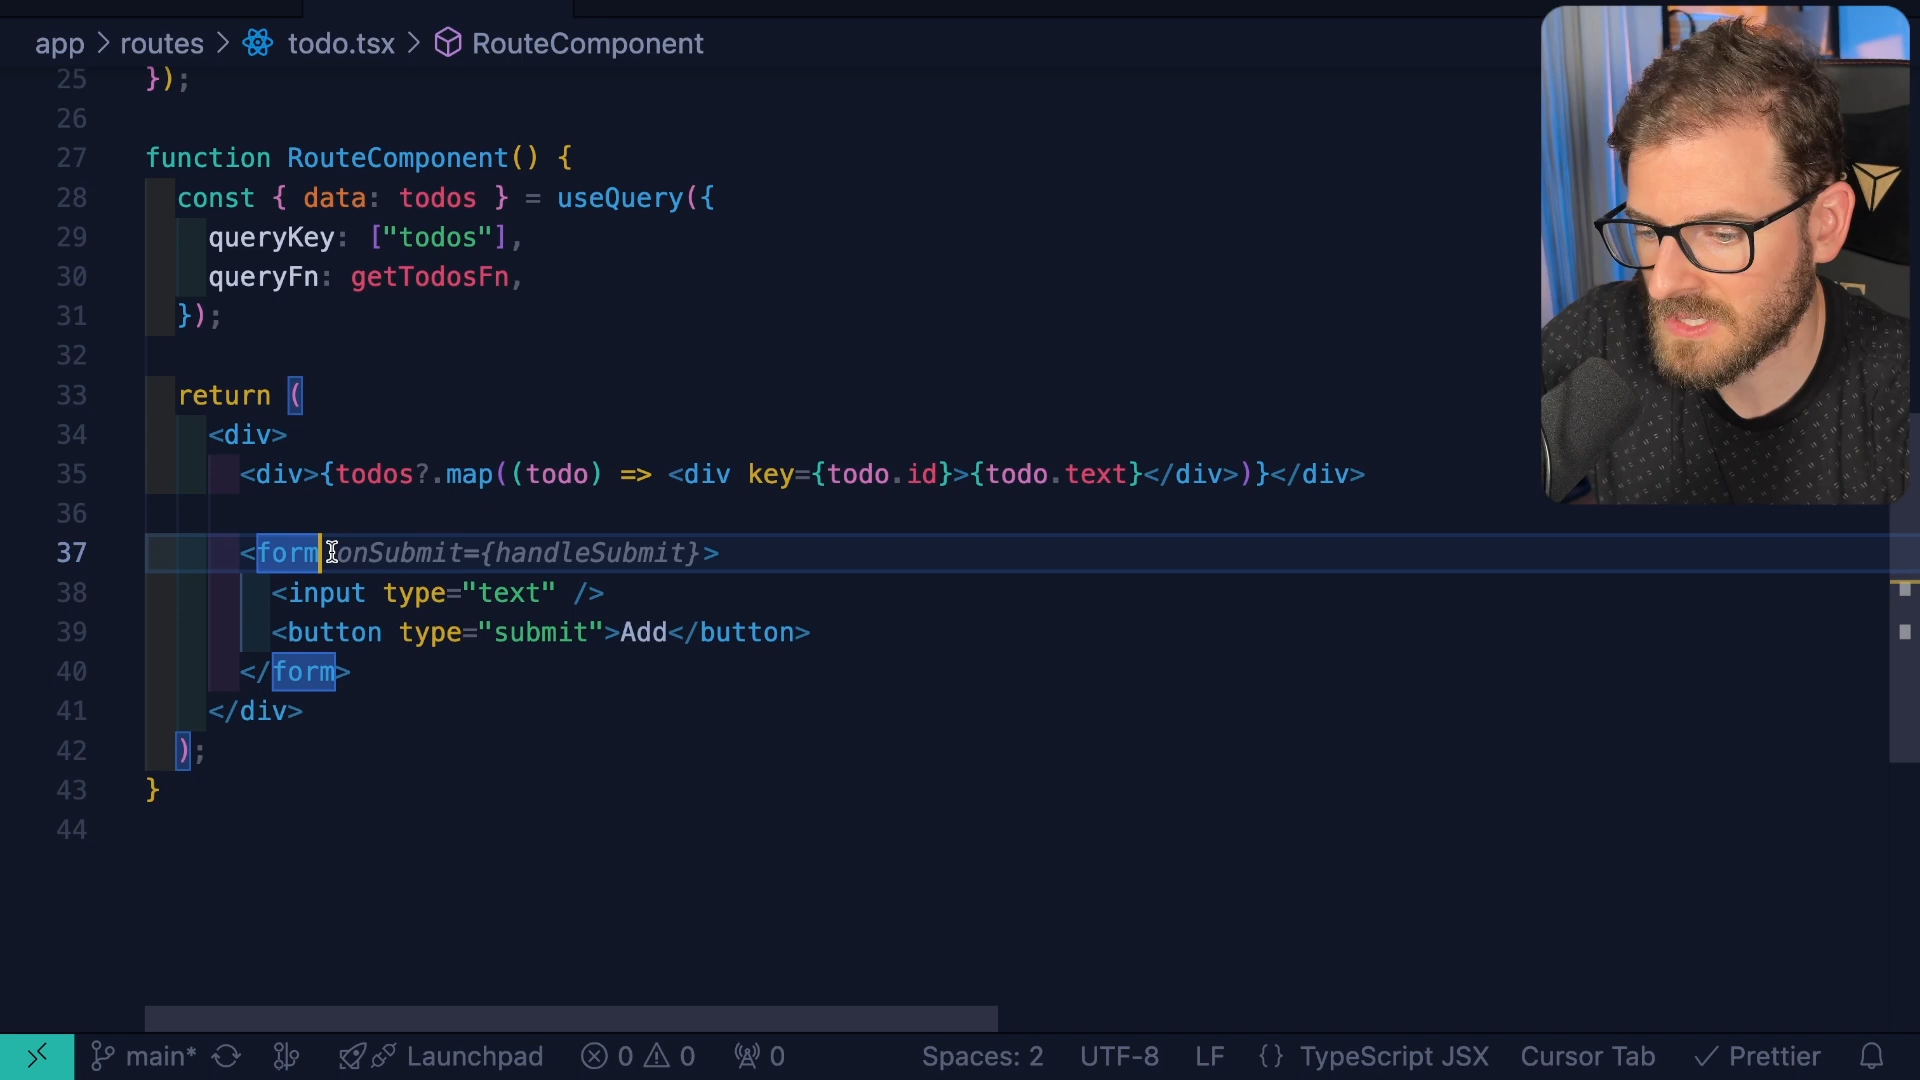 app > routes > todo.tsx > RouteComponent
25 });
26
27 function RouteComponent() {
28 const { data: todos } = useQuery({
29 queryKey: ["todos"],
30 queryFn: getTodosFn,
31 });
32
33 return (
34 <div>
35 <div>{todos?.map((todo) => <div key={todo.id}>{todo.text}</div>)}</div>
36
37 <form onSubmit={handleSubmit}>
38 <input type="text" />
39 <button type="submit">Add</button>
40 </form>
41 </div>
42 );
43 }
44
main* Launchpad 0 0 0 Spaces: 2 UTF-8 LF {} TypeScript JSX Cursor Tab Prettier